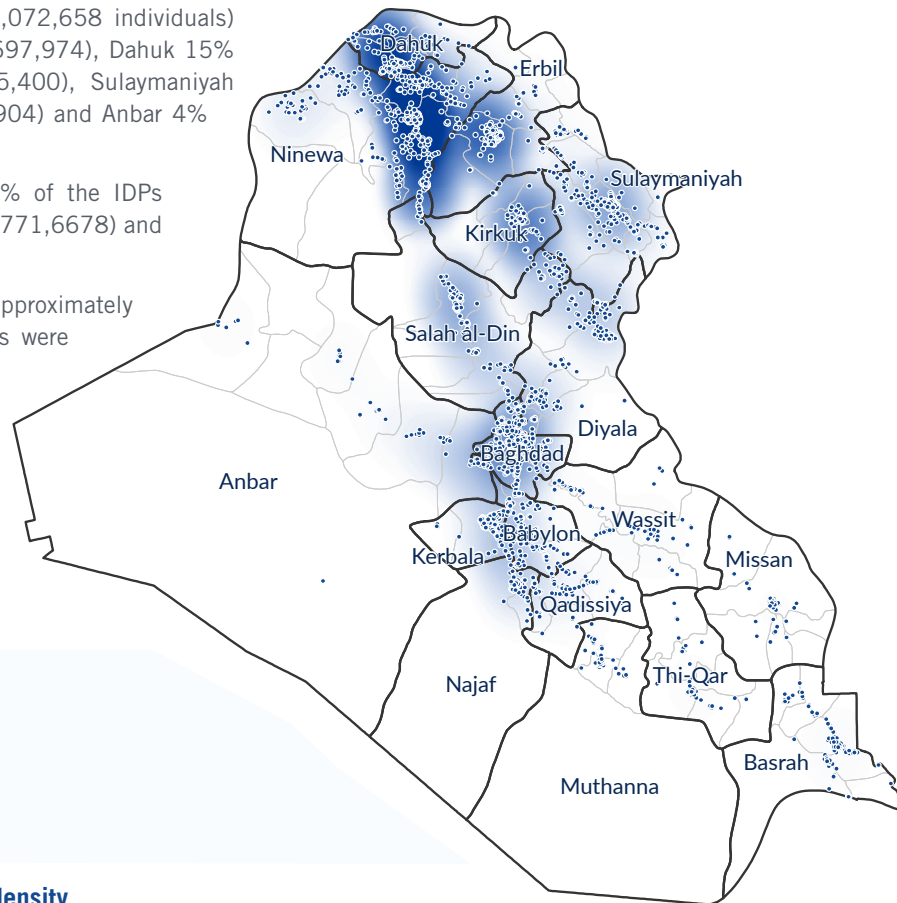 ,072,658 individuals)
697,974), Dahuk 15%
5,400), Sulaymaniyah
904) and Anbar 4%
% of the IDPs
771,6678) and
pproximately
s were
Dahuk
Erbil
Ninewa
Sulaymaniyah
Kirkuk
Salah al-Din
Diyala
Baghdad
Anbar
Wassit
Babylon
Kerbala
Missan
Qadissiya
Thi-Qar
Najaf
Basrah
Muthanna
density